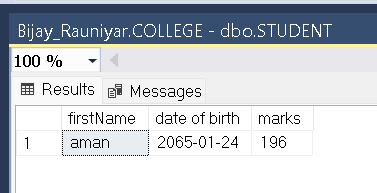 Bijay_Rauniyar.COLLEGE - dbo.STUDENT
100 %
Results Messages
firstName date of birth marks
1 aman 2065-01-24 196